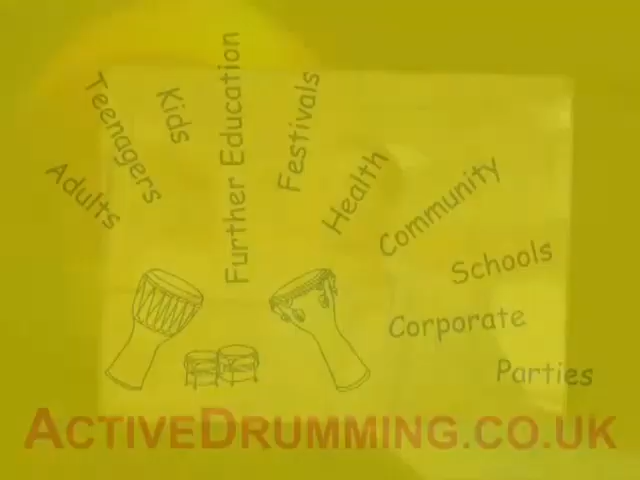 Adults
Teenagers
Kids
Further Education
Festivals
Health
Community
Schools
Corporate
Parties
ACTIVEDRUMMING.CO.UK